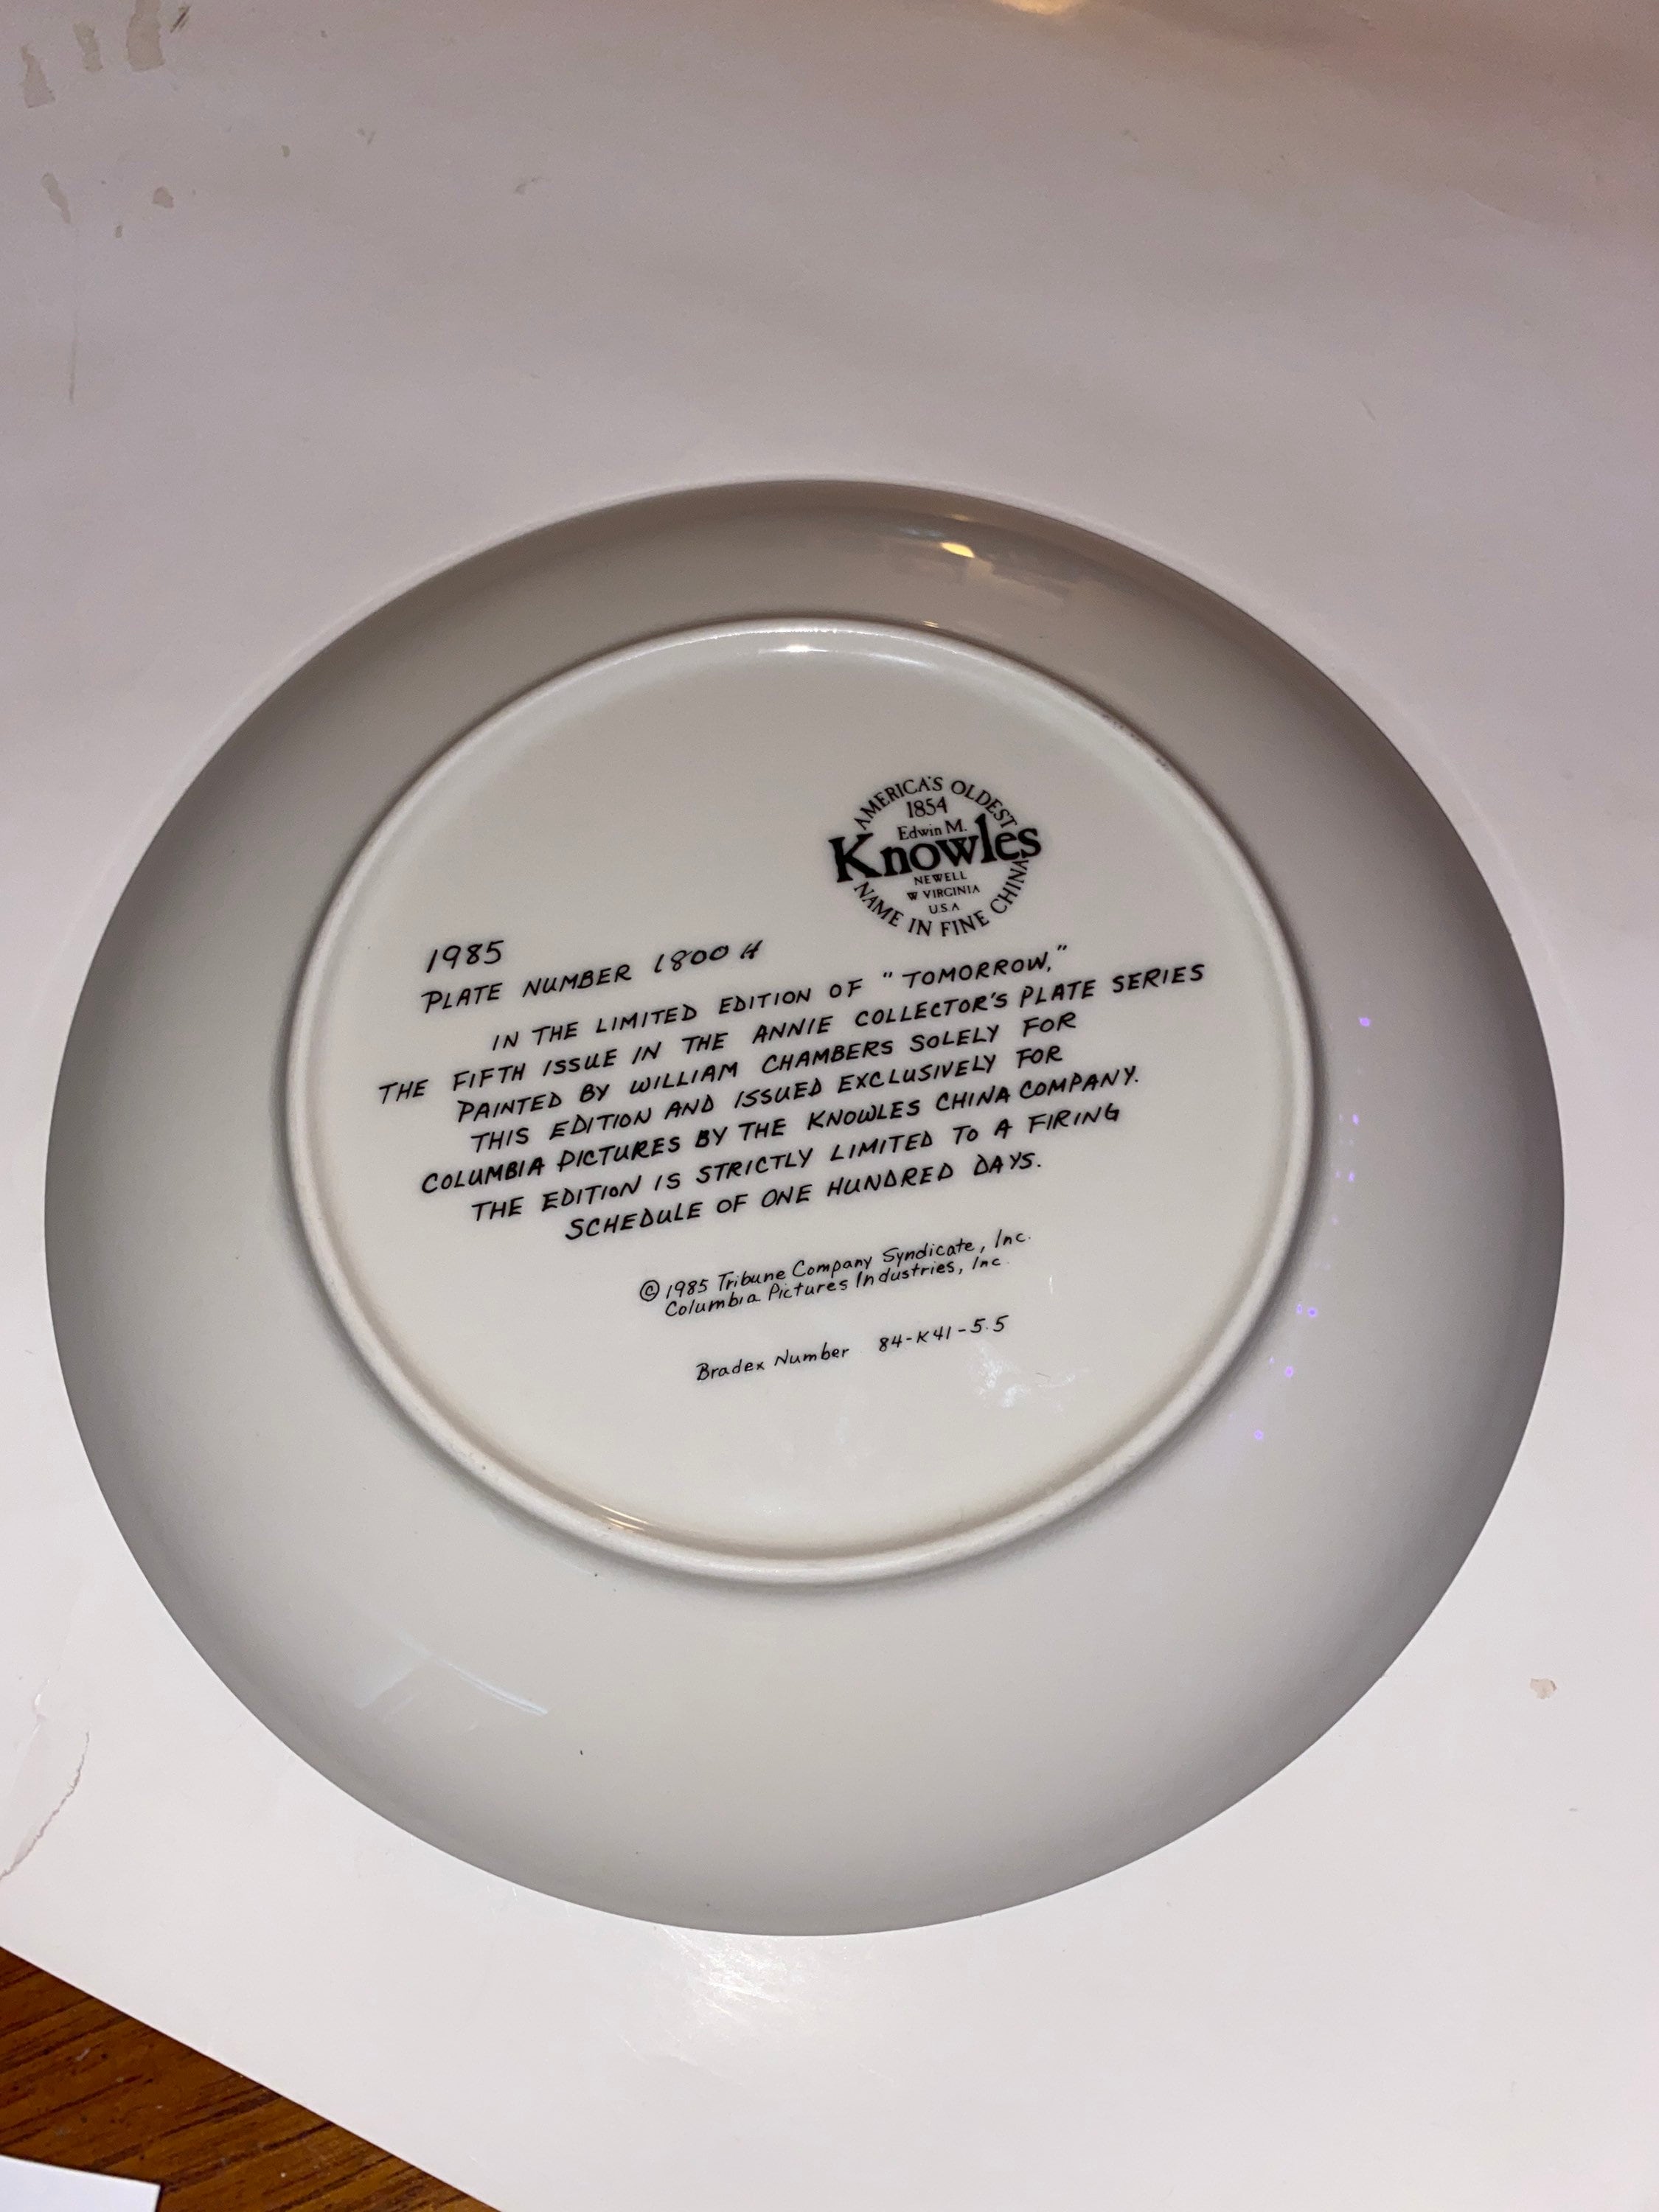 AMERICA'S OLDEST
1854
Edwin M.
Knowles
NEWELL
W VIRGINIA
U.S.A
NAME IN FINE CHINA
1985
PLATE NUMBER 1800 H
IN THE LIMITED EDITION OF "TOMORROW,"
THE FIFTH ISSUE IN THE ANNIE COLLECTOR'S PLATE SERIES
PAINTED BY WILLIAM CHAMBERS SOLELY FOR
THIS EDITION AND ISSUED EXCLUSIVELY FOR
COLUMBIA PICTURES BY THE KNOWLES CHINA COMPANY.
THE EDITION IS STRICTLY LIMITED TO A FIRING
SCHEDULE OF ONE HUNDRED DAYS.
© 1985 Tribune Company Syndicate, Inc.
Columbia Pictures Industries, Inc.
Bradex Number 84-K41-5.5